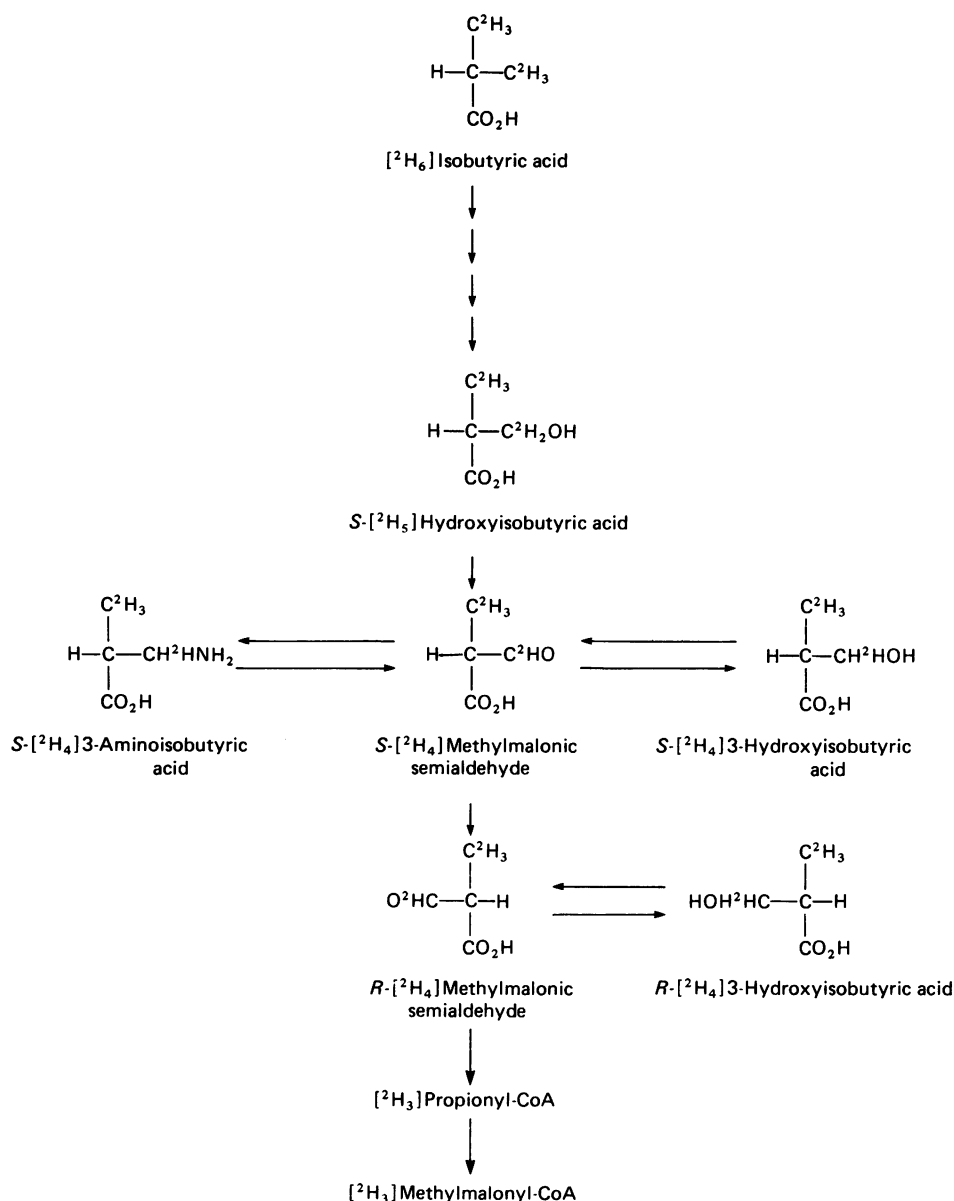 C²H₃
H—C—C²H₃
CO₂H
[²H₆]Isobutyric acid
C²H₃
H—C—C²H₂OH
CO₂H
S-[²H₅]Hydroxyisobutyric acid
C²H₃
H—C—CH²HNH₂
CO₂H
S-[²H₄]3-Aminoisobutyric
acid
C²H₃
H—C—C²HO
CO₂H
S-[²H₄]Methylmalonic
semialdehyde
C²H₃
H—C—CH²HOH
CO₂H
S-[²H₄]3-Hydroxyisobutyric
acid
C²H₃
O²HC—C—H
CO₂H
R-[²H₄]Methylmalonic
semialdehyde
C²H₃
HOH²HC—C—H
CO₂H
R-[²H₄]3-Hydroxyisobutyric acid
[²H₃]Propionyl-CoA
[²H₃]Methylmalonyl-CoA